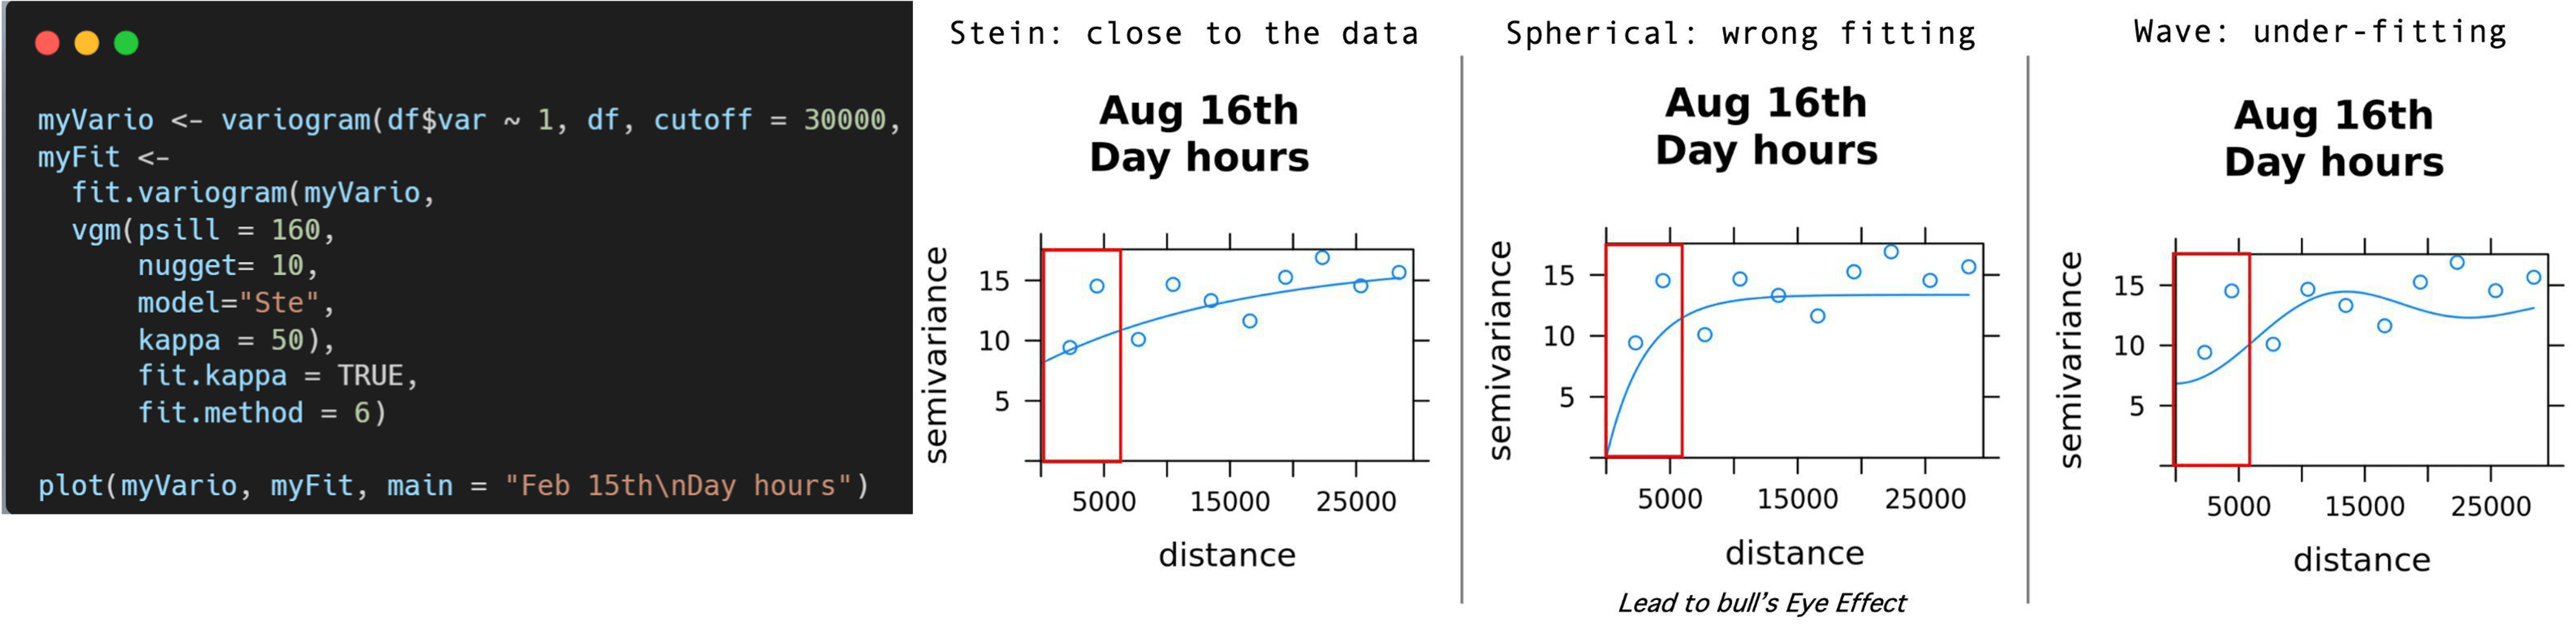 myVario <- variogram(df$var ~ 1, df, cutoff = 30000,
myFit <-
fit.variogram(myVario,
vgm(psill = 160,
nugget= 10,
model="Ste",
kappa = 50),
fit.kappa = TRUE,
fit.method = 6)
plot(myVario, myFit, main = "Feb 15th\nDay hours")
Stein: close to the data
Aug 16th
Day hours
semivariance
15
10
5
5000 15000 25000
distance
Spherical: wrong fitting
Aug 16th
Day hours
semivariance
15
10
5
5000 15000 25000
distance
Lead to bull's Eye Effect
Wave: under-fitting
Aug 16th
Day hours
semivariance
15
10
5
5000 15000 25000
distance